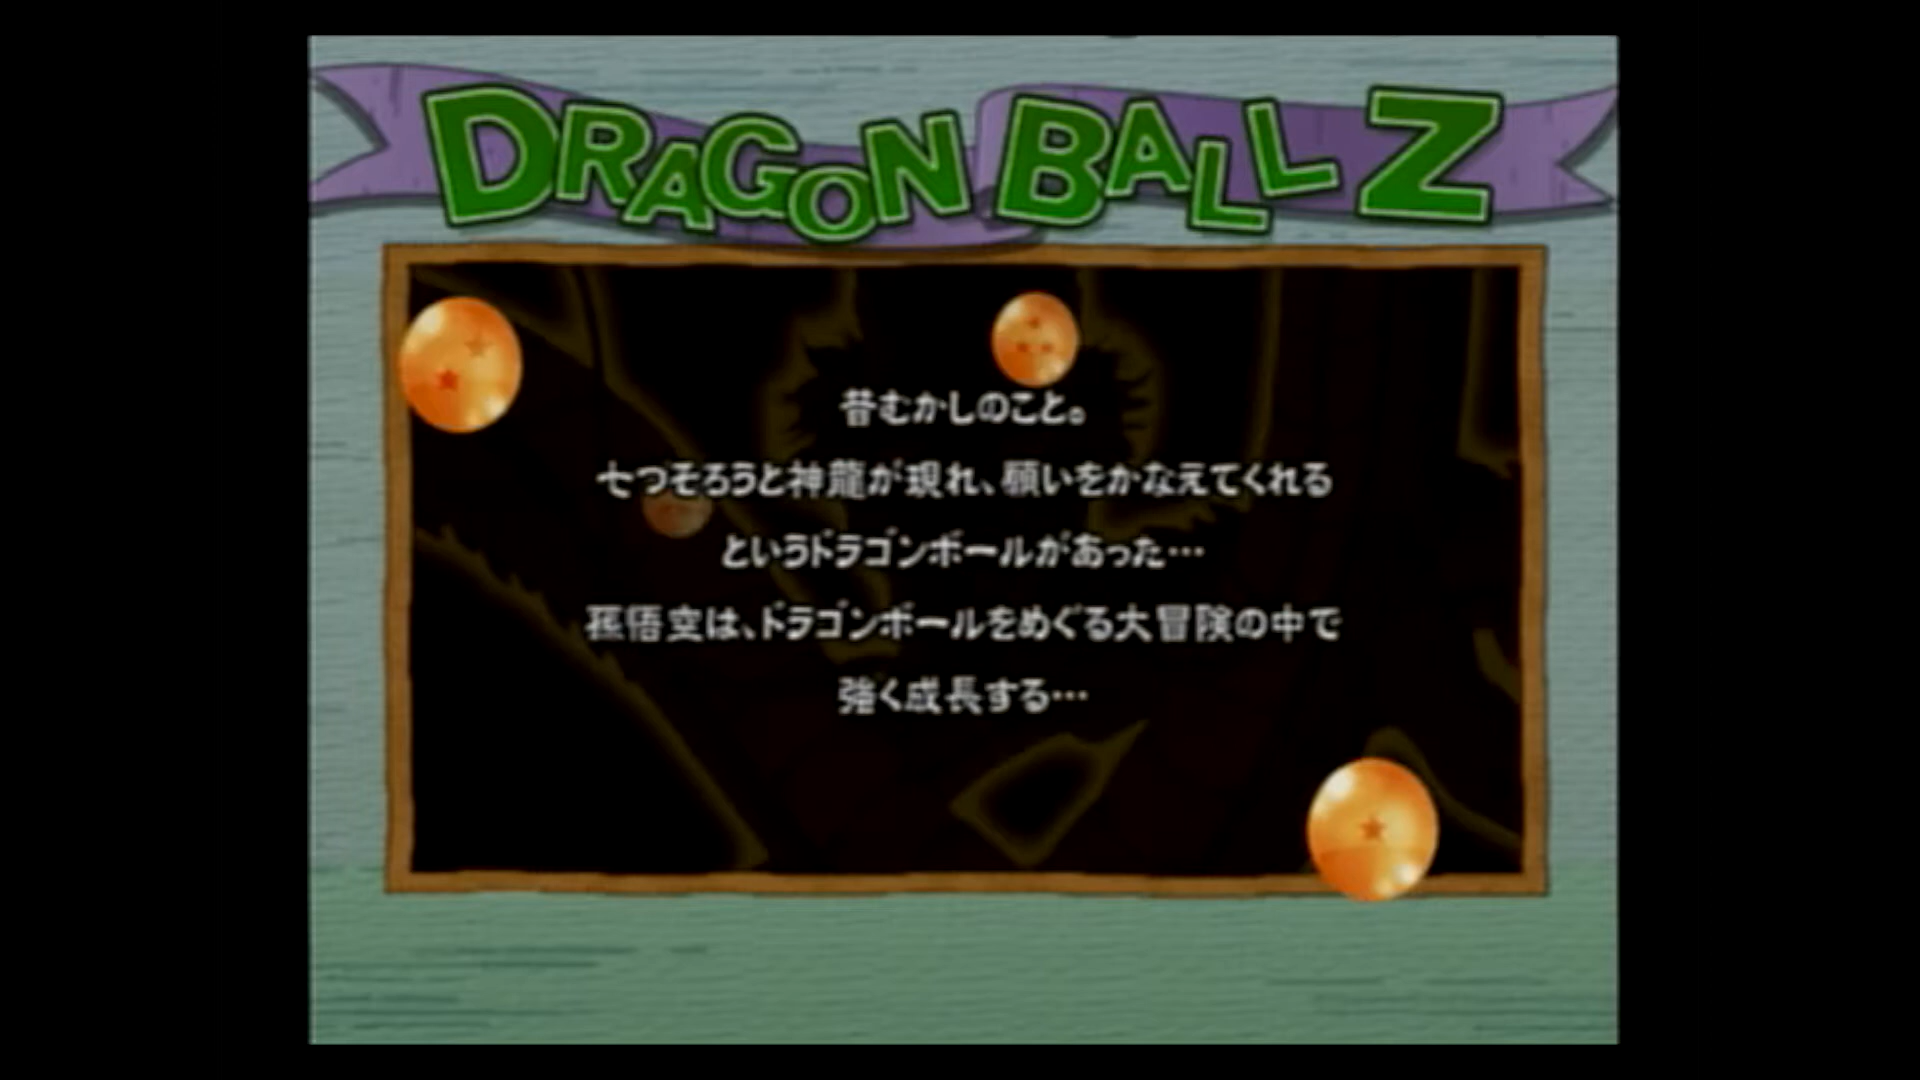 DRAGON BALL Z
昔むかしのこと。
七つそろうと神龍が現れ、願いをかなえてくれる
というドラゴンボールがあった…
孫悟空は、ドラゴンボールをめぐる大冒険の中で
強く成長する…